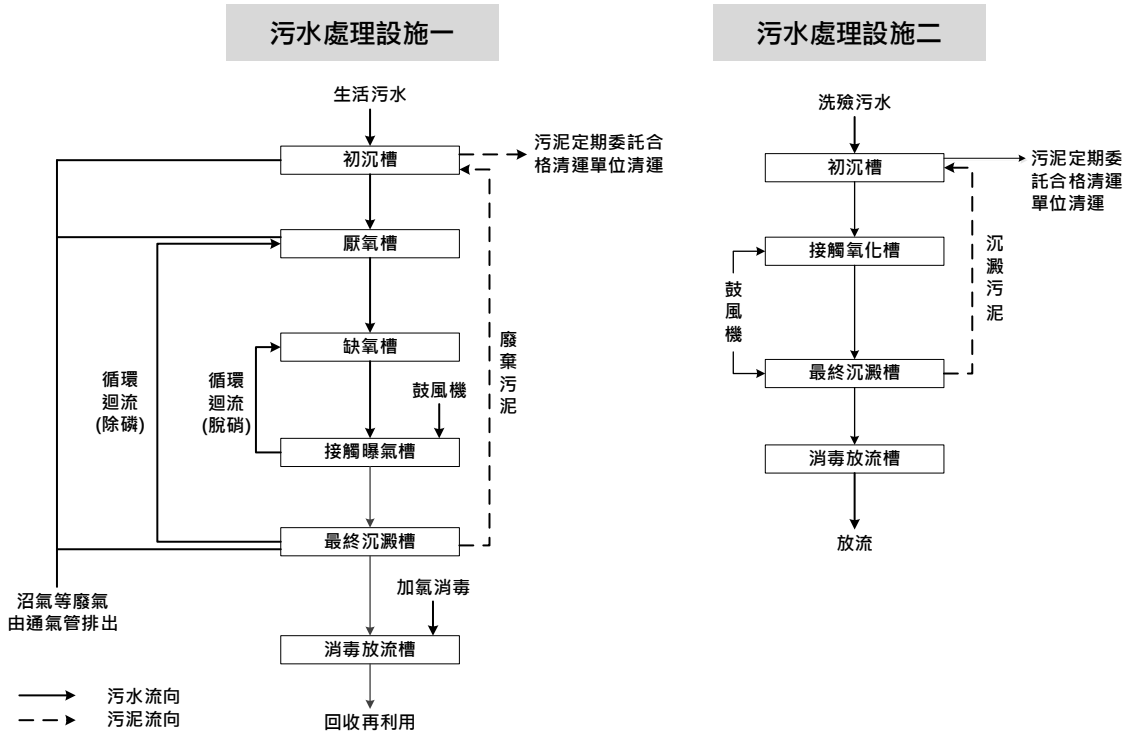 污水處理設施一
生活污水
初沉槽
污泥定期委託合
格清運單位清運
厭氧槽
缺氧槽
循環
迴流
(除磷)
循環
迴流
(脫硝)
鼓風機
廢棄污泥
接觸曝氣槽
最終沉澱槽
沼氣等廢氣
由通氣管排出
加氯消毒
消毒放流槽
回收再利用
污水流向
污泥流向
污水處理設施二
洗殮污水
初沉槽
污泥定期委
託合格清運
單位清運
接觸氧化槽
鼓風機
沉澱污泥
最終沉澱槽
消毒放流槽
放流